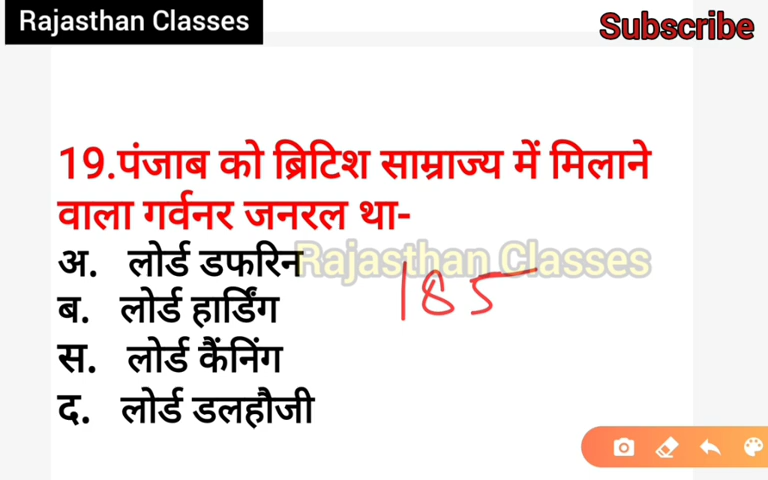 Rajasthan Classes
Subscribe
19.पंजाब को ब्रिटिश साम्राज्य में मिलाने
वाला गर्वनर जनरल था-
अ. लोर्ड डफरिन
Rajasthan Classes
ब. लोर्ड हार्डिंग
185
स. लोर्ड कैंनिंग
द. लोर्ड डलहौजी